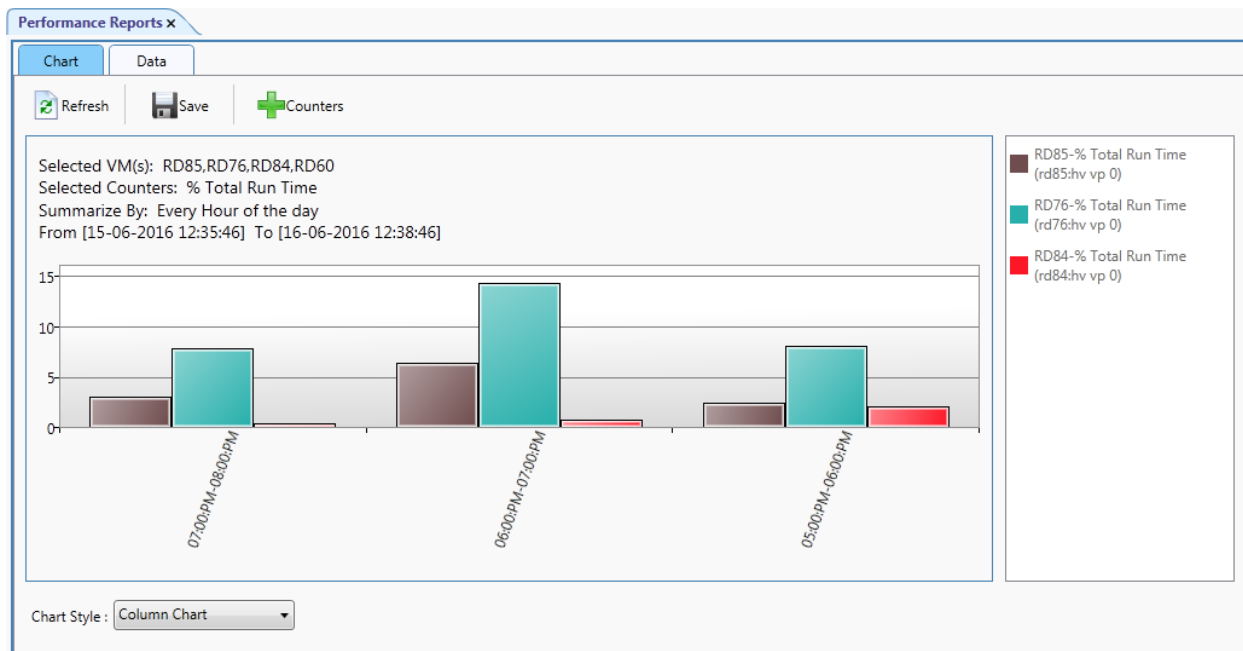 Performance Reports x
Chart
Data
Refresh
Save
Counters
Selected VM(s): RD85,RD76,RD84,RD60
Selected Counters: % Total Run Time
Summarize By: Every Hour of the day
From [15-06-2016 12:35:46] To [16-06-2016 12:38:46]
15
10
5
0
07:00:PM-08:00:PM
06:00:PM-07:00:PM
05:00:PM-06:00:PM
RD85-% Total Run Time
(rd85:hv vp 0)
RD76-% Total Run Time
(rd76:hv vp 0)
RD84-% Total Run Time
(rd84:hv vp 0)
Chart Style : Column Chart